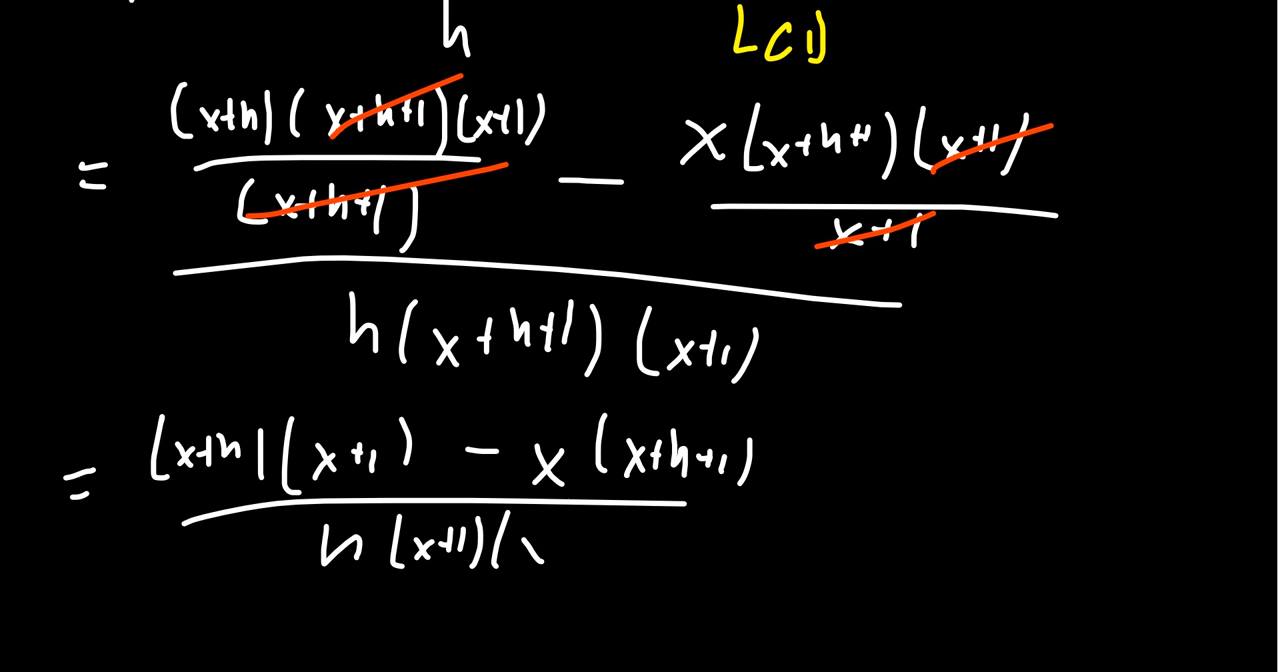 h LCD
(x+h)(x+h+1)(x+1) x(x+h+1)(x+1)
= −
(x+h+1) x+1
h(x+h+1)(x+1)
(x+h)(x+1) − x(x+h+1)
=
h(x+1)(